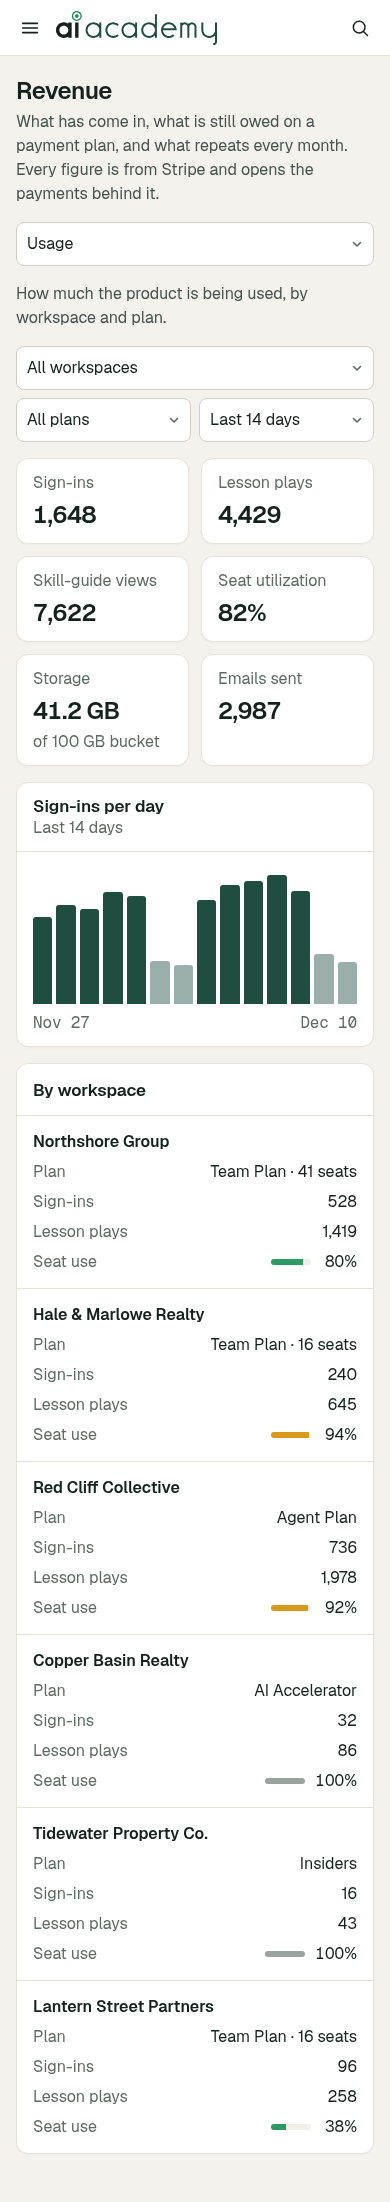 ai academy
Revenue
What has come in, what is still owed on a
payment plan, and what repeats every month.
Every figure is from Stripe and opens the
payments behind it.
Usage
How much the product is being used, by
workspace and plan.
All workspaces
All plans
Last 14 days
Sign-ins
1,648
Lesson plays
4,429
Skill-guide views
7,622
Seat utilization
82%
Storage
41.2 GB
of 100 GB bucket
Emails sent
2,987
Sign-ins per day
Last 14 days
Nov 27
Dec 10
By workspace
Northshore Group
Plan Team Plan · 41 seats
Sign-ins 528
Lesson plays 1,419
Seat use 80%
Hale & Marlowe Realty
Plan Team Plan · 16 seats
Sign-ins 240
Lesson plays 645
Seat use 94%
Red Cliff Collective
Plan Agent Plan
Sign-ins 736
Lesson plays 1,978
Seat use 92%
Copper Basin Realty
Plan AI Accelerator
Sign-ins 32
Lesson plays 86
Seat use 100%
Tidewater Property Co.
Plan Insiders
Sign-ins 16
Lesson plays 43
Seat use 100%
Lantern Street Partners
Plan Team Plan · 16 seats
Sign-ins 96
Lesson plays 258
Seat use 38%